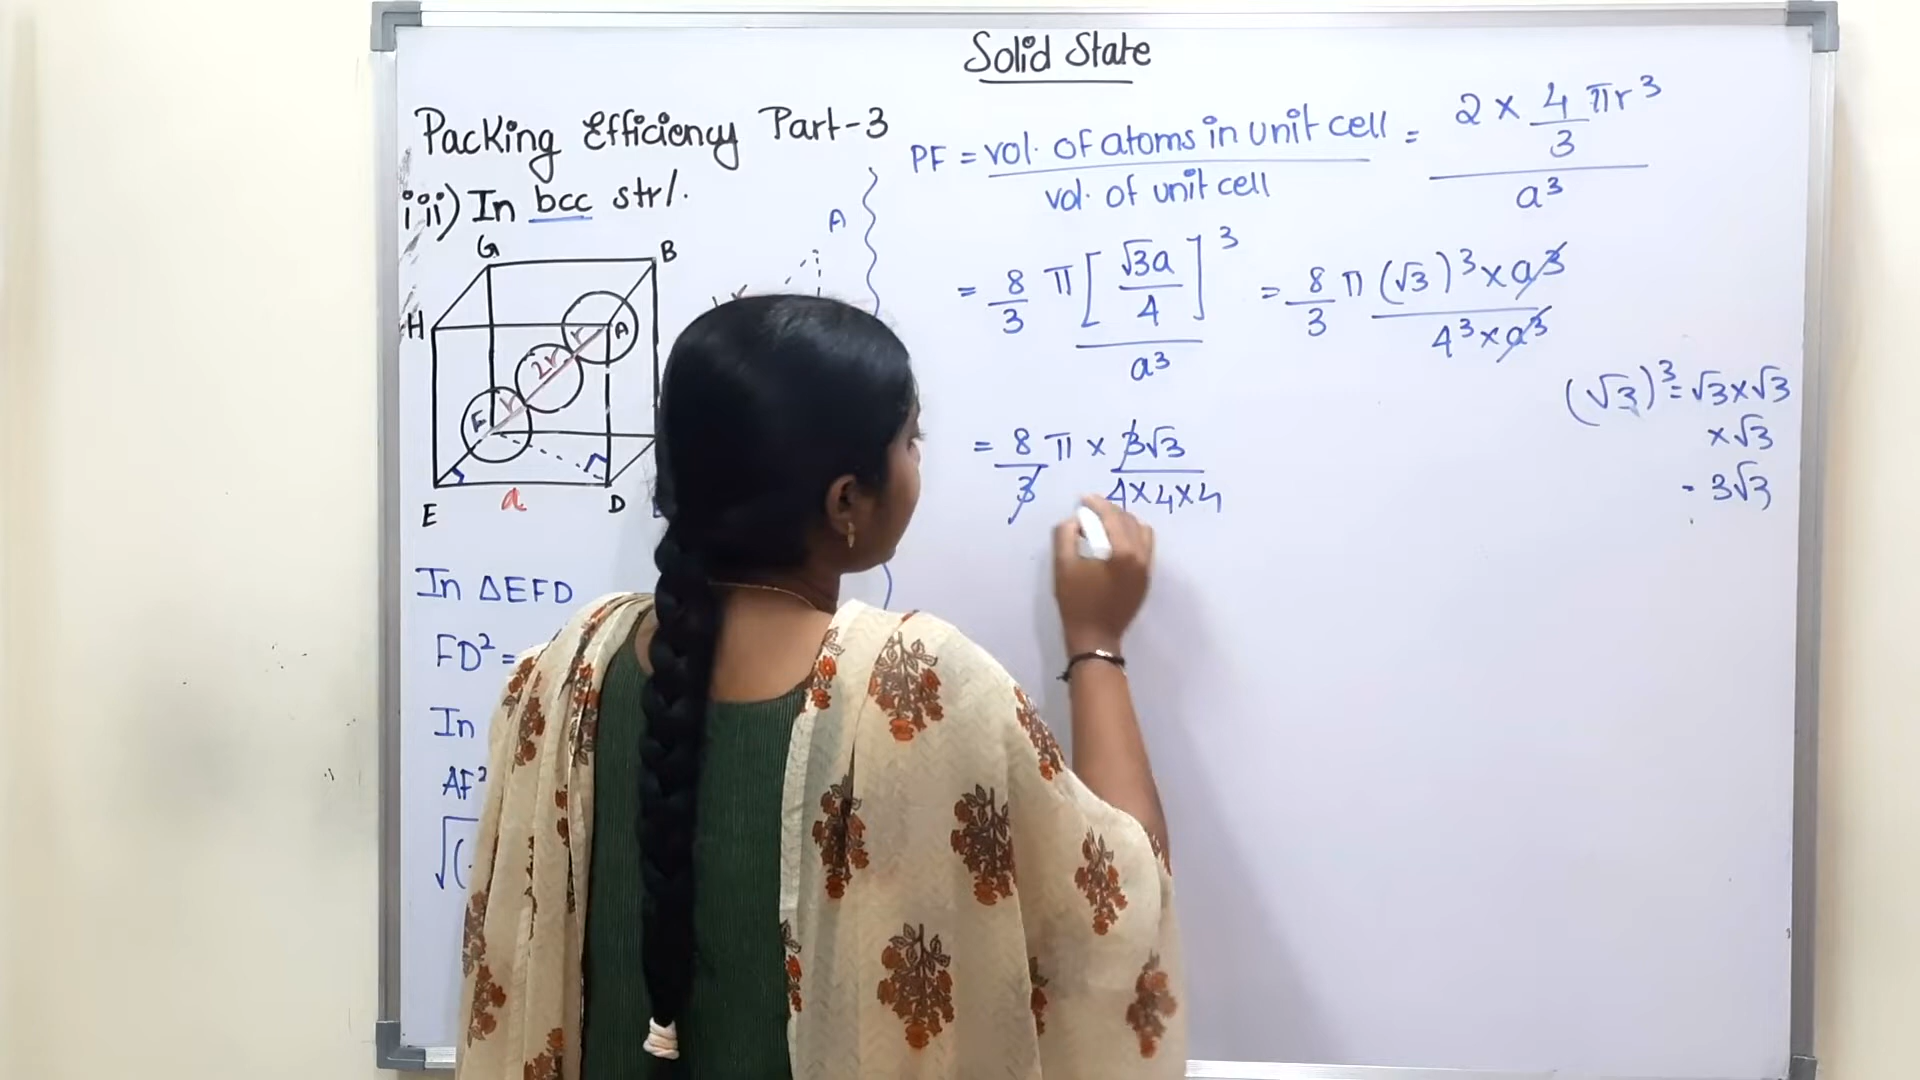 Solid State
Packing Efficiency Part-3
iii) In bcc str/.
G
B
H
A
r
2r
r
F
E
a
D
In ΔEFD
FD² =
In
AF²
√(
A
PF = vol. of atoms in unit cell / vol. of unit cell = 2 × 4/3 πr³ / a³
= 8/3 π [√3a/4]³ / a³ = 8/3 π (√3)³ × a³ / 4³ × a³
= 8/3 π × 3√3 / 4×4×4
(√3)³ = √3×√3
×√3
- 3√3